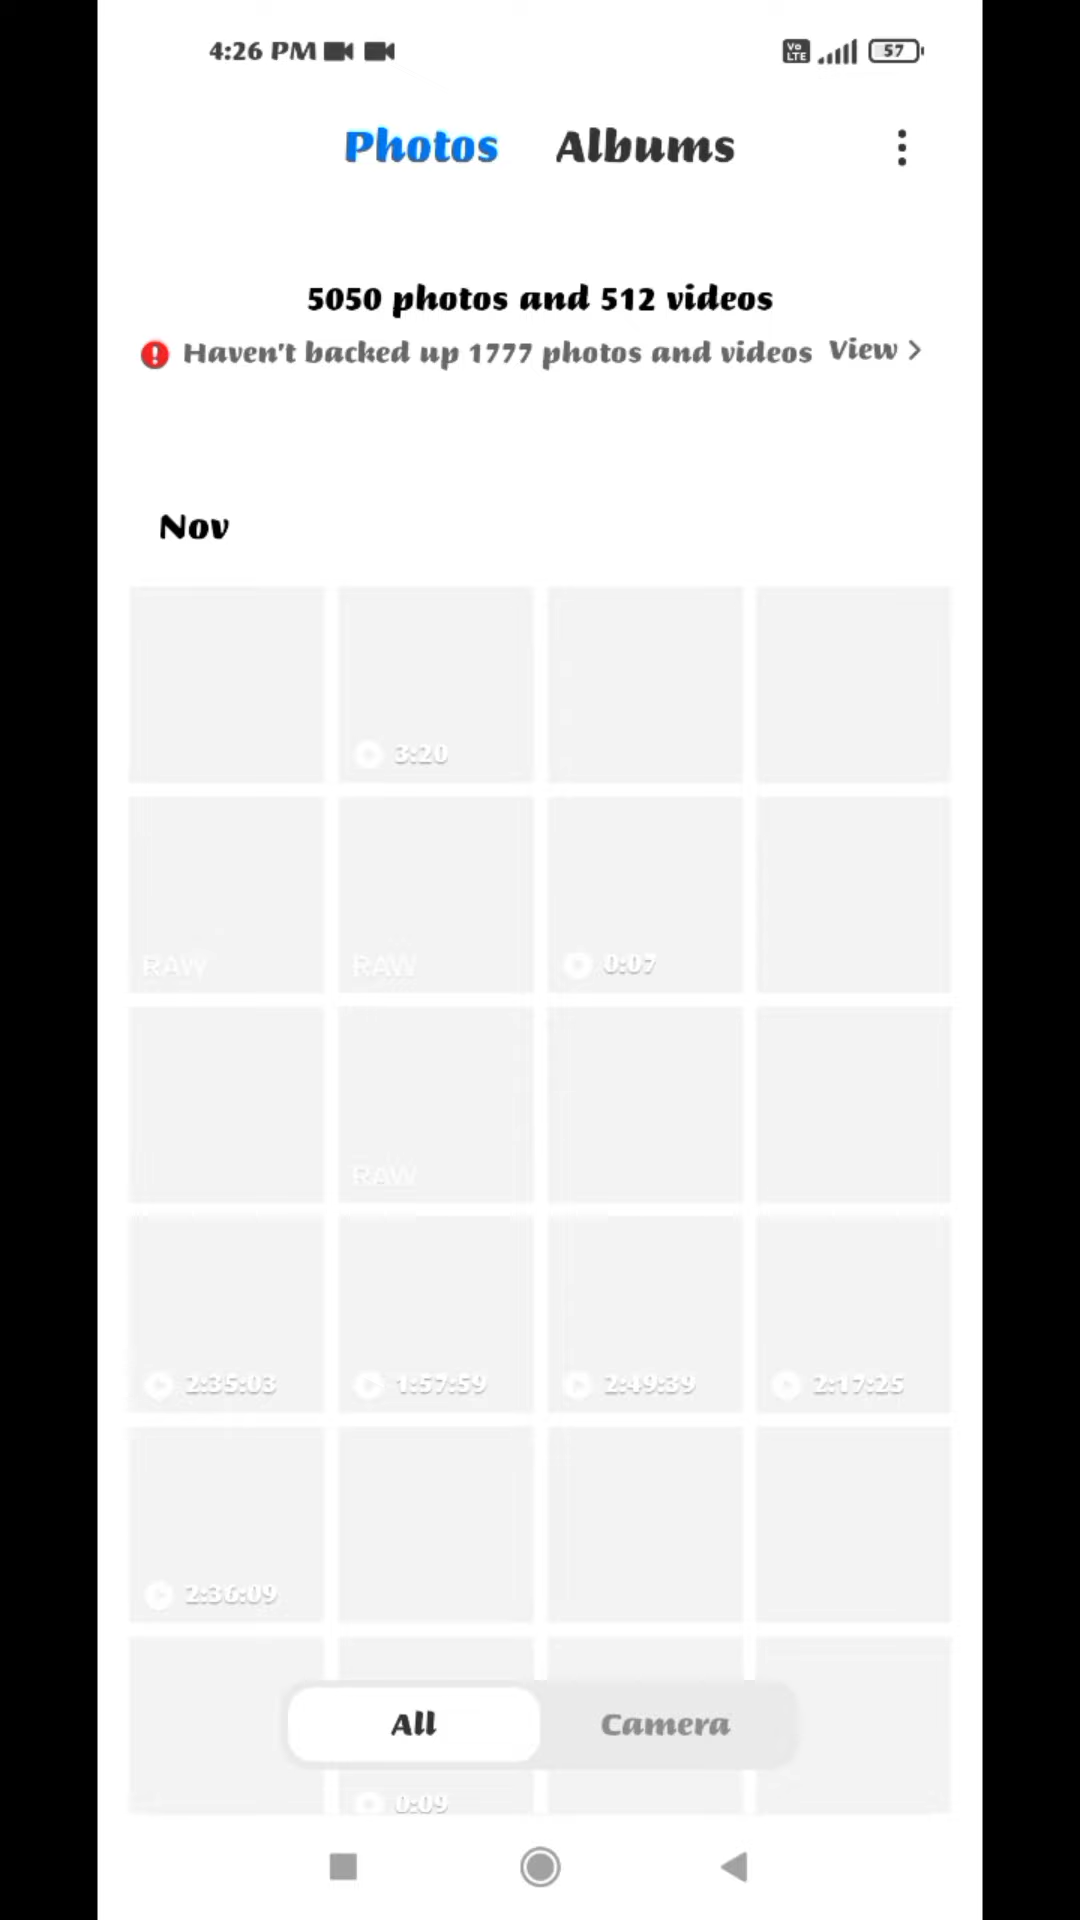 4:26 PM
Vo LTE
57
Photos Albums
5050 photos and 512 videos
Haven't backed up 1777 photos and videos View
Nov
3:20
RAW RAW 0:07
RAW
2:35:03 1:57:59 2:49:39 2:17:25
2:36:09
All Camera
0:09